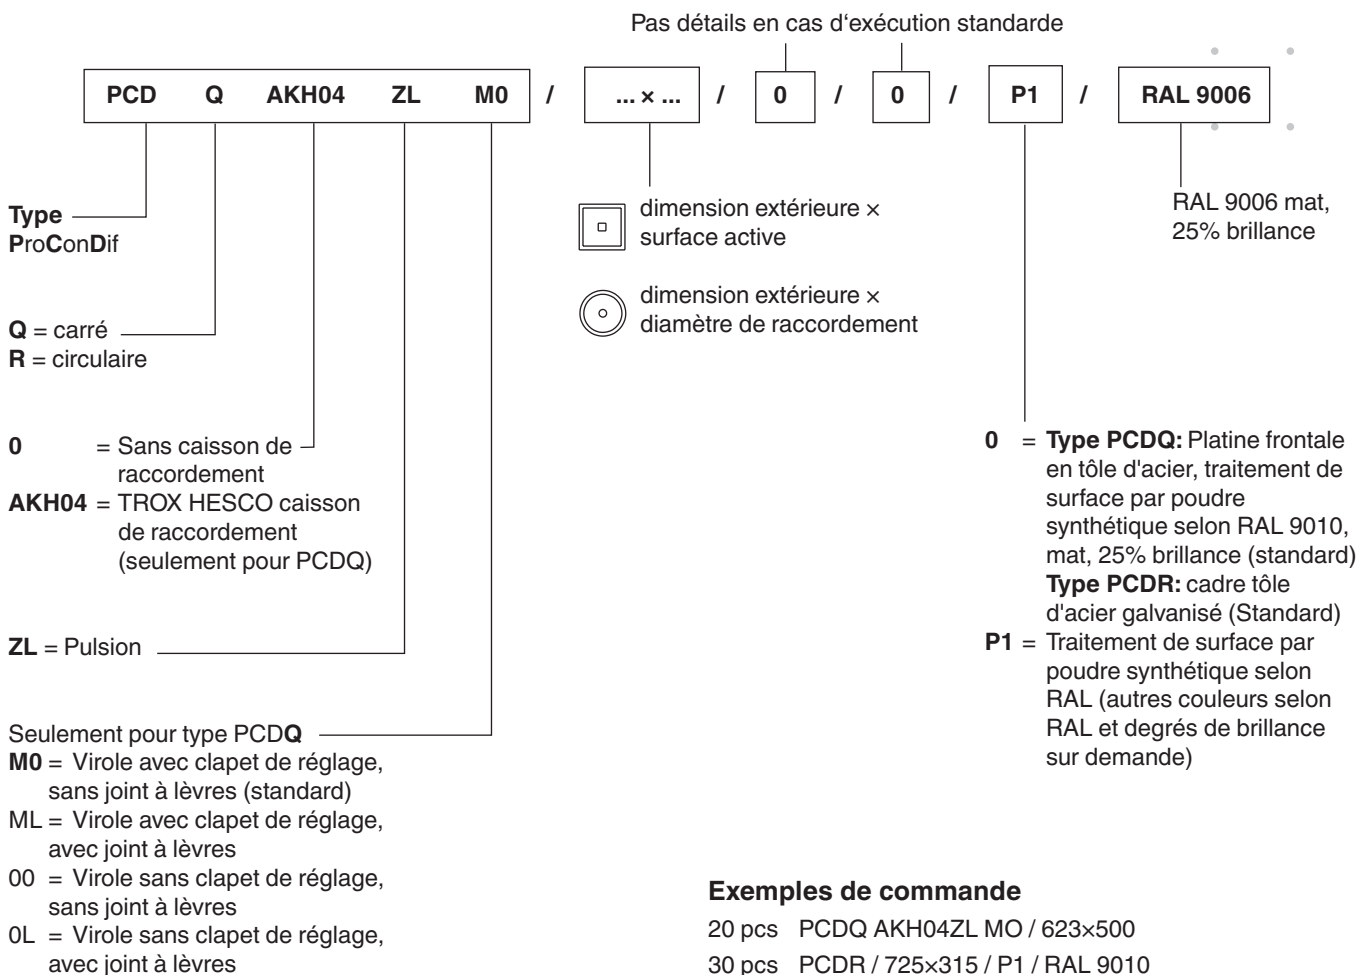 Pas détails en cas d‘exécution standarde
PCD Q AKH04 ZL M0 / ... × ... / 0 / 0 / P1 / RAL 9006
Type
ProConDif
Q = carré
R = circulaire
0 = Sans caisson de
raccordement
AKH04 = TROX HESCO caisson
de raccordement
(seulement pour PCDQ)
ZL = Pulsion
Seulement pour type PCDQ
M0 = Virole avec clapet de réglage,
sans joint à lèvres (standard)
ML = Virole avec clapet de réglage,
avec joint à lèvres
00 = Virole sans clapet de réglage,
sans joint à lèvres
0L = Virole sans clapet de réglage,
avec joint à lèvres
dimension extérieure ×
surface active
dimension extérieure ×
diamètre de raccordement
RAL 9006 mat,
25% brillance
0 = Type PCDQ: Platine frontale
en tôle d'acier, traitement de
surface par poudre
synthétique selon RAL 9010,
mat, 25% brillance (standard)
Type PCDR: cadre tôle
d'acier galvanisé (Standard)
P1 = Traitement de surface par
poudre synthétique selon
RAL (autres couleurs selon
RAL et degrés de brillance
sur demande)
Exemples de commande
20 pcs PCDQ AKH04ZL MO / 623×500
30 pcs PCDR / 725×315 / P1 / RAL 9010